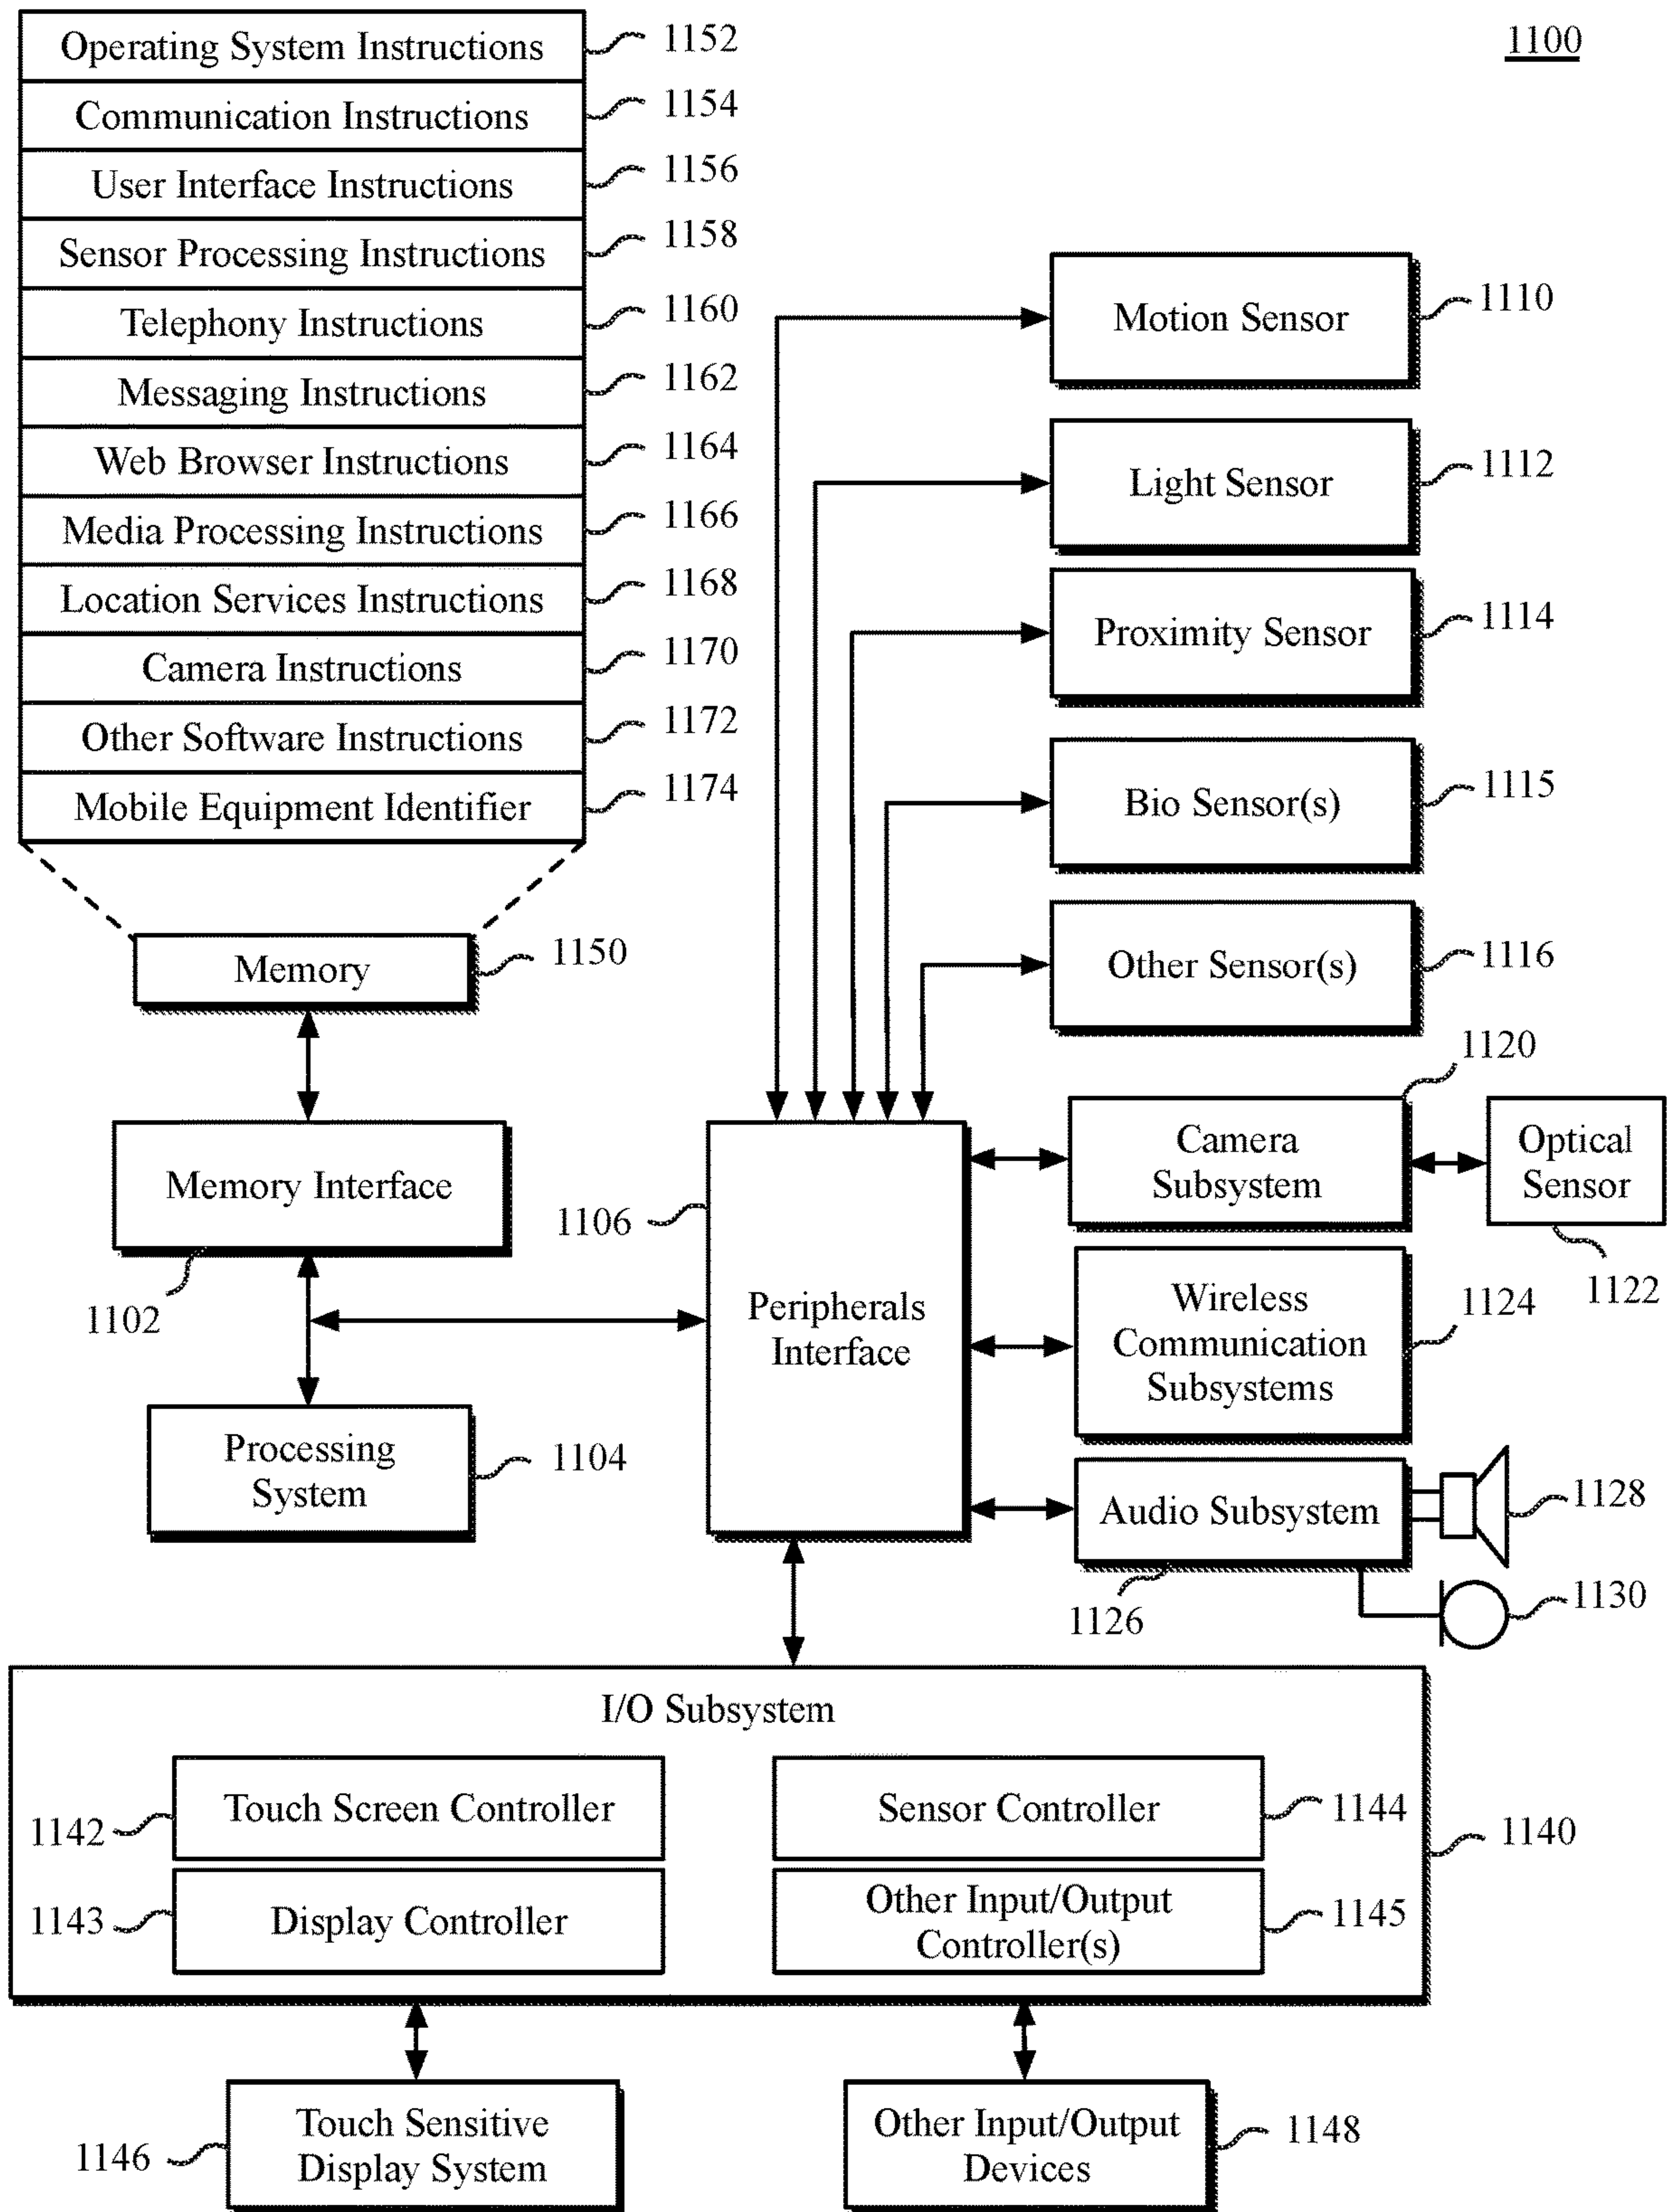 1100
Operating System Instructions
1152
Communication Instructions
1154
User Interface Instructions
1156
Sensor Processing Instructions
1158
Telephony Instructions
1160
Messaging Instructions
1162
Web Browser Instructions
1164
Media Processing Instructions
1166
Location Services Instructions
1168
Camera Instructions
1170
Other Software Instructions
1172
Mobile Equipment Identifier
1174
Memory
1150
Memory Interface
1102
Processing
System
1104
Motion Sensor
1110
Light Sensor
1112
Proximity Sensor
1114
Bio Sensor(s)
1115
Other Sensor(s)
1116
1106
Peripherals
Interface
1120
Camera
Subsystem
Optical
Sensor
1122
Wireless
Communication
Subsystems
1124
Audio Subsystem
1126
1128
1130
I/O Subsystem
1140
1142
Touch Screen Controller
Sensor Controller
1144
1143
Display Controller
Other Input/Output
Controller(s)
1145
1146
Touch Sensitive
Display System
Other Input/Output
Devices
1148